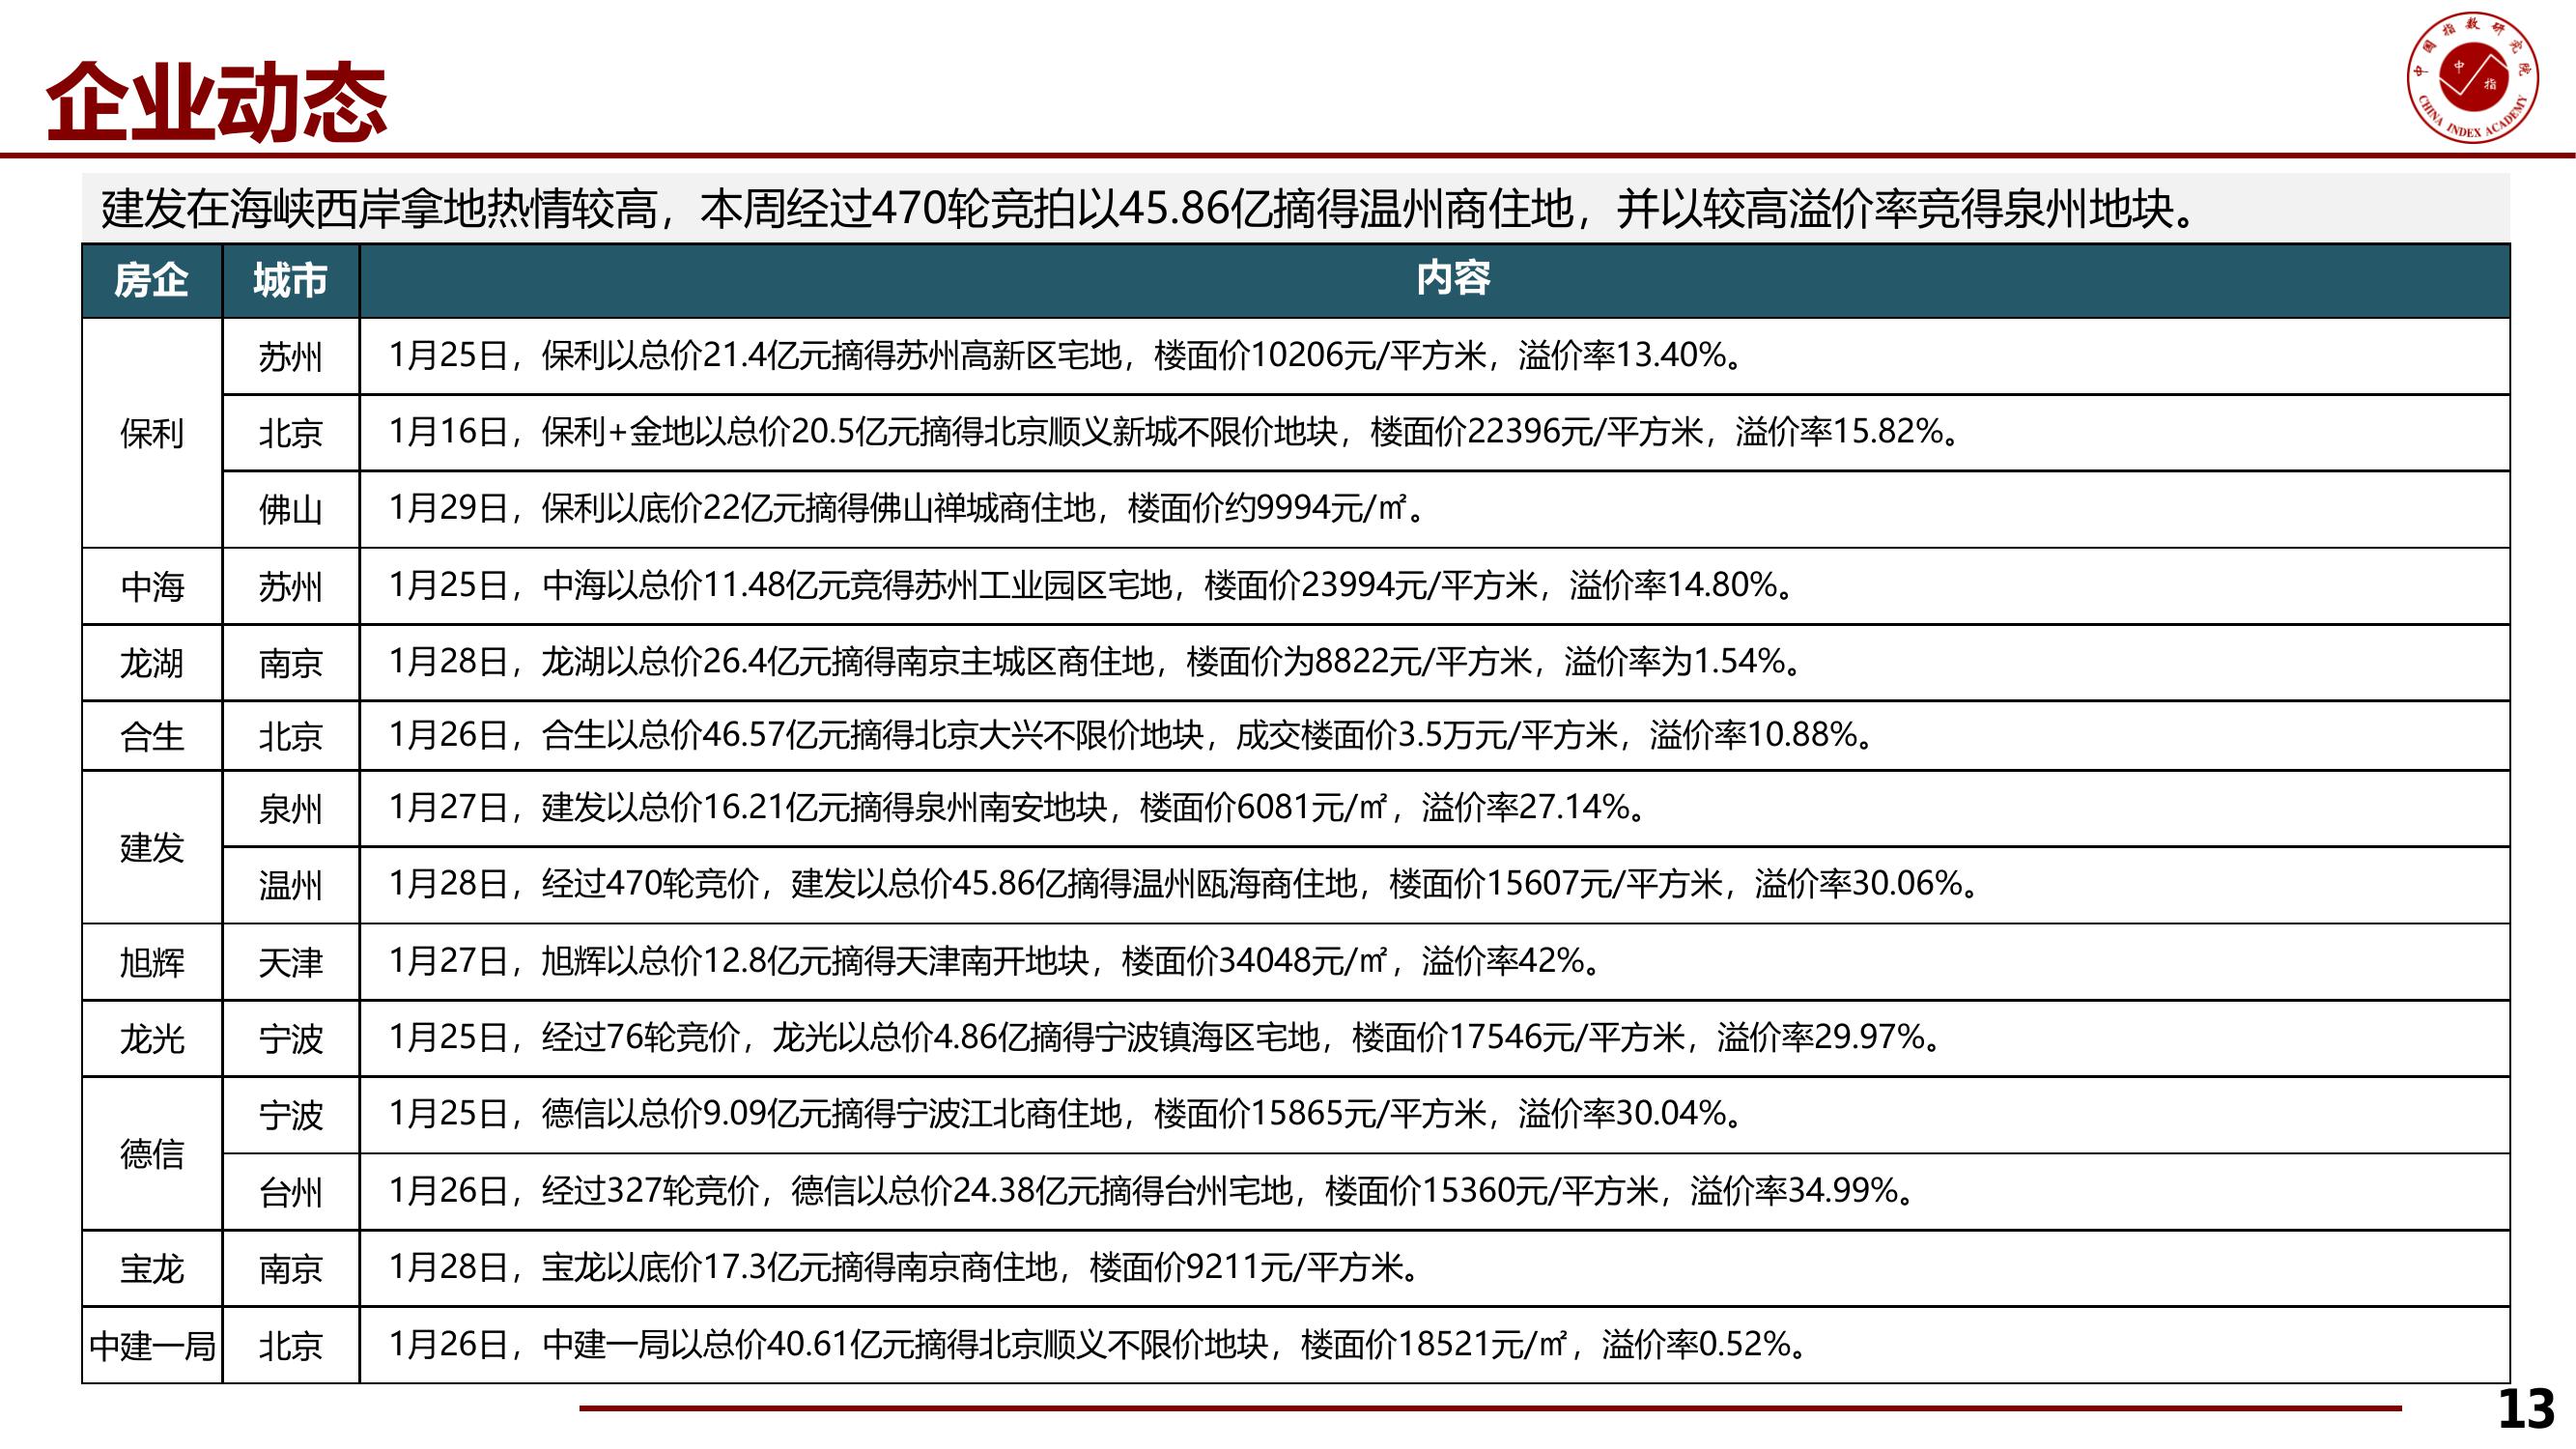 企业动态
中国指数研究院
中指
CHINA INDEX ACADEMY
建发在海峡西岸拿地热情较高，本周经过470轮竞拍以45.86亿摘得温州商住地，并以较高溢价率竞得泉州地块。
房企 城市 内容
保利 苏州 1月25日，保利以总价21.4亿元摘得苏州高新区宅地，楼面价10206元/平方米，溢价率13.40%。
北京 1月16日，保利+金地以总价20.5亿元摘得北京顺义新城不限价地块，楼面价22396元/平方米，溢价率15.82%。
佛山 1月29日，保利以底价22亿元摘得佛山禅城商住地，楼面价约9994元/㎡。
中海 苏州 1月25日，中海以总价11.48亿元竞得苏州工业园区宅地，楼面价23994元/平方米，溢价率14.80%。
龙湖 南京 1月28日，龙湖以总价26.4亿元摘得南京主城区商住地，楼面价为8822元/平方米，溢价率为1.54%。
合生 北京 1月26日，合生以总价46.57亿元摘得北京大兴不限价地块，成交楼面价3.5万元/平方米，溢价率10.88%。
建发 泉州 1月27日，建发以总价16.21亿元摘得泉州南安地块，楼面价6081元/㎡，溢价率27.14%。
温州 1月28日，经过470轮竞价，建发以总价45.86亿摘得温州瓯海商住地，楼面价15607元/平方米，溢价率30.06%。
旭辉 天津 1月27日，旭辉以总价12.8亿元摘得天津南开地块，楼面价34048元/㎡，溢价率42%。
龙光 宁波 1月25日，经过76轮竞价，龙光以总价4.86亿摘得宁波镇海区宅地，楼面价17546元/平方米，溢价率29.97%。
德信 宁波 1月25日，德信以总价9.09亿元摘得宁波江北商住地，楼面价15865元/平方米，溢价率30.04%。
台州 1月26日，经过327轮竞价，德信以总价24.38亿元摘得台州宅地，楼面价15360元/平方米，溢价率34.99%。
宝龙 南京 1月28日，宝龙以底价17.3亿元摘得南京商住地，楼面价9211元/平方米。
中建一局 北京 1月26日，中建一局以总价40.61亿元摘得北京顺义不限价地块，楼面价18521元/㎡，溢价率0.52%。
13